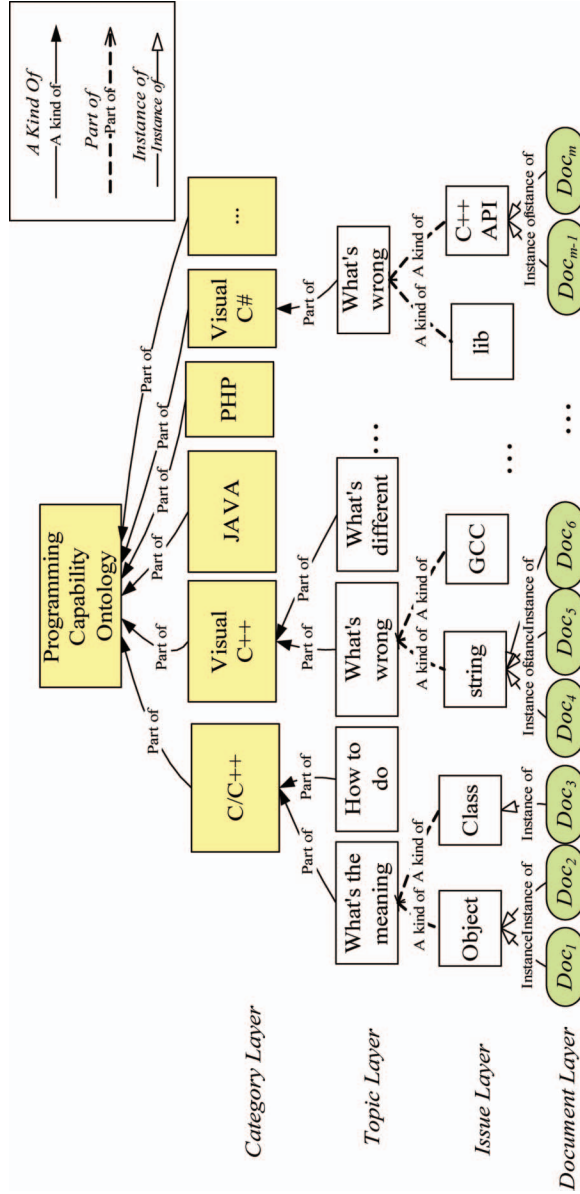 A Kind Of
A kind of
Part of
Part of
Instance of
Instance of
Programming
Capability
Ontology
Part of
Part of
Part of
Part of
Part of
Part of
Category Layer
C/C++
Visual
C++
JAVA
PHP
Visual
C#
...
Part of
Part of
Part of
Part of
Part of
Topic Layer
What's the
meaning
How to
do
What's
wrong
What's
different
...
What's
wrong
A kind of
A kind of
A kind of
A kind of
A kind of
A kind of
Issue Layer
Object
Class
string
GCC
...
lib
C++
API
Instance
Instance of
Instance of
Instance of
Instance of
Instance of
stance of
Document Layer
Doc1
Doc2
Doc3
Doc4
Doc5
Doc6
...
Docm-1
Docm